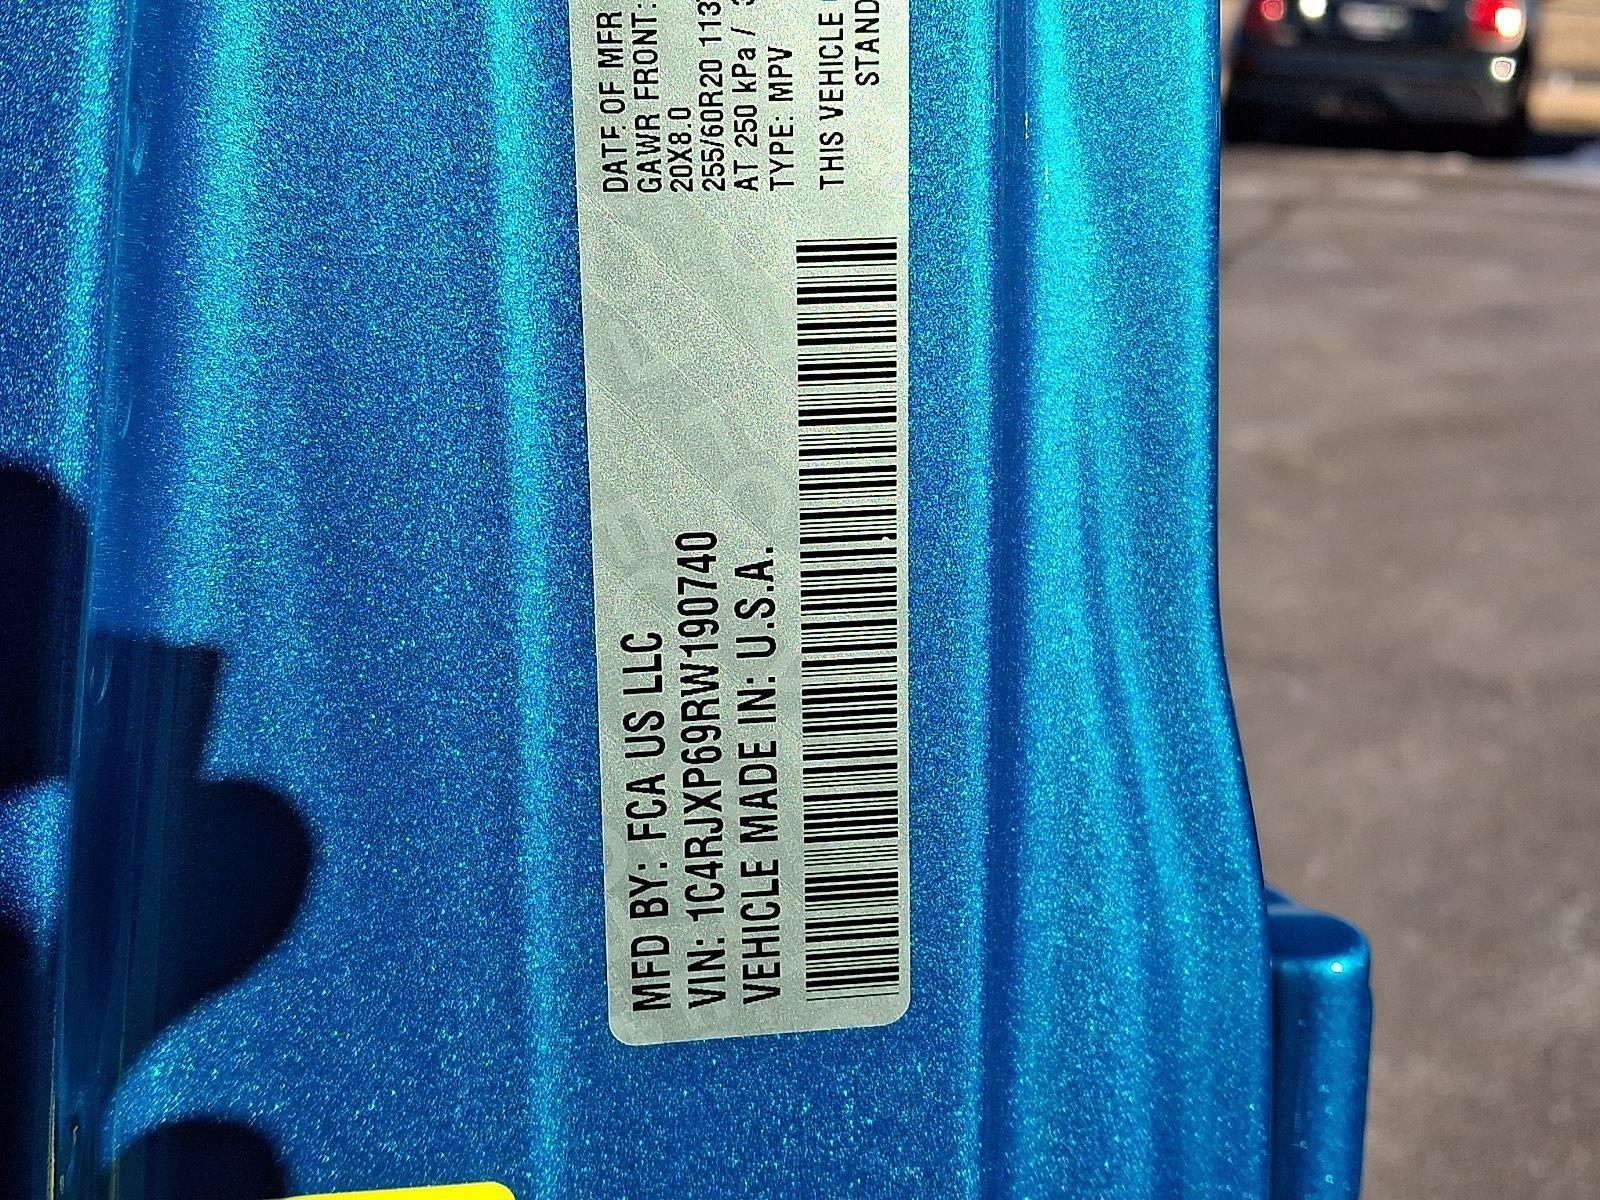 MFD BY: FCA US LLC
VIN: 1C4RJXP69RW190740
VEHICLE MADE IN: U.S.A.
DATE OF MFR
GAWR FRONT:
20X8.0
255/60R20 113
AT 250 kPa / 3
TYPE: MPV
THIS VEHICLE
STAND